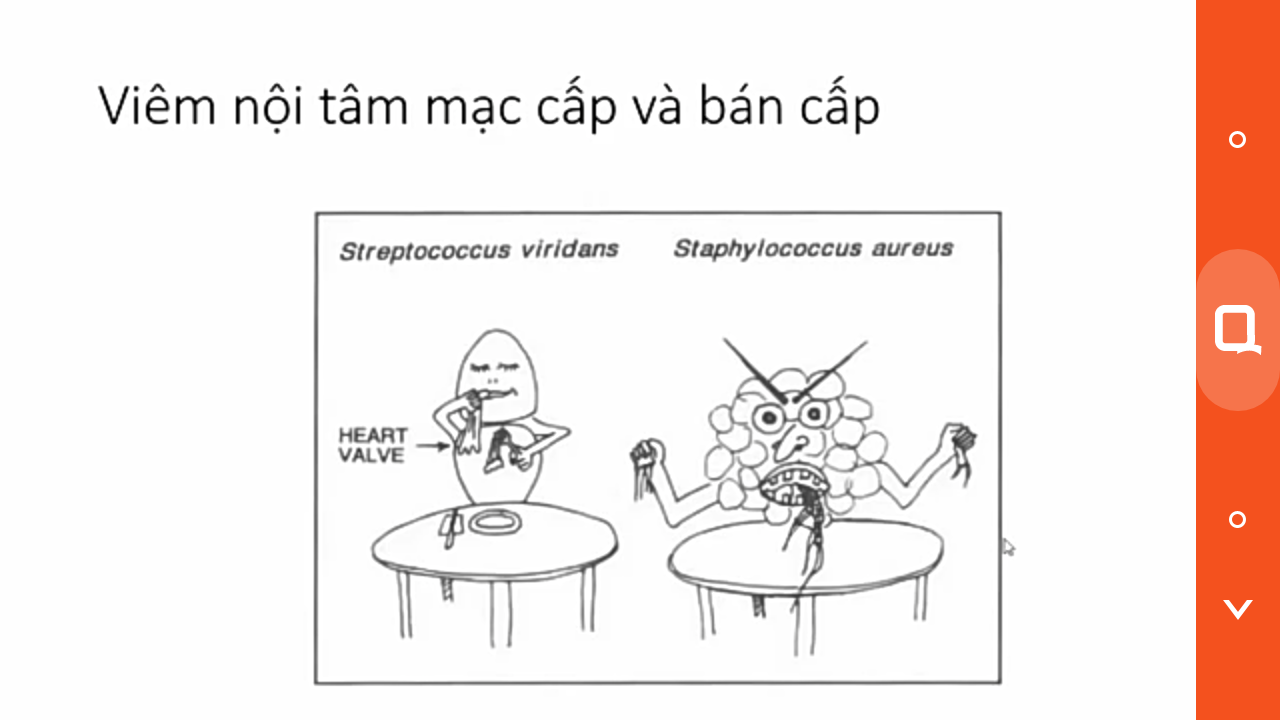 Viêm nội tâm mạc cấp và bán cấp
Streptococcus viridans
Staphylococcus aureus
HEART
VALVE